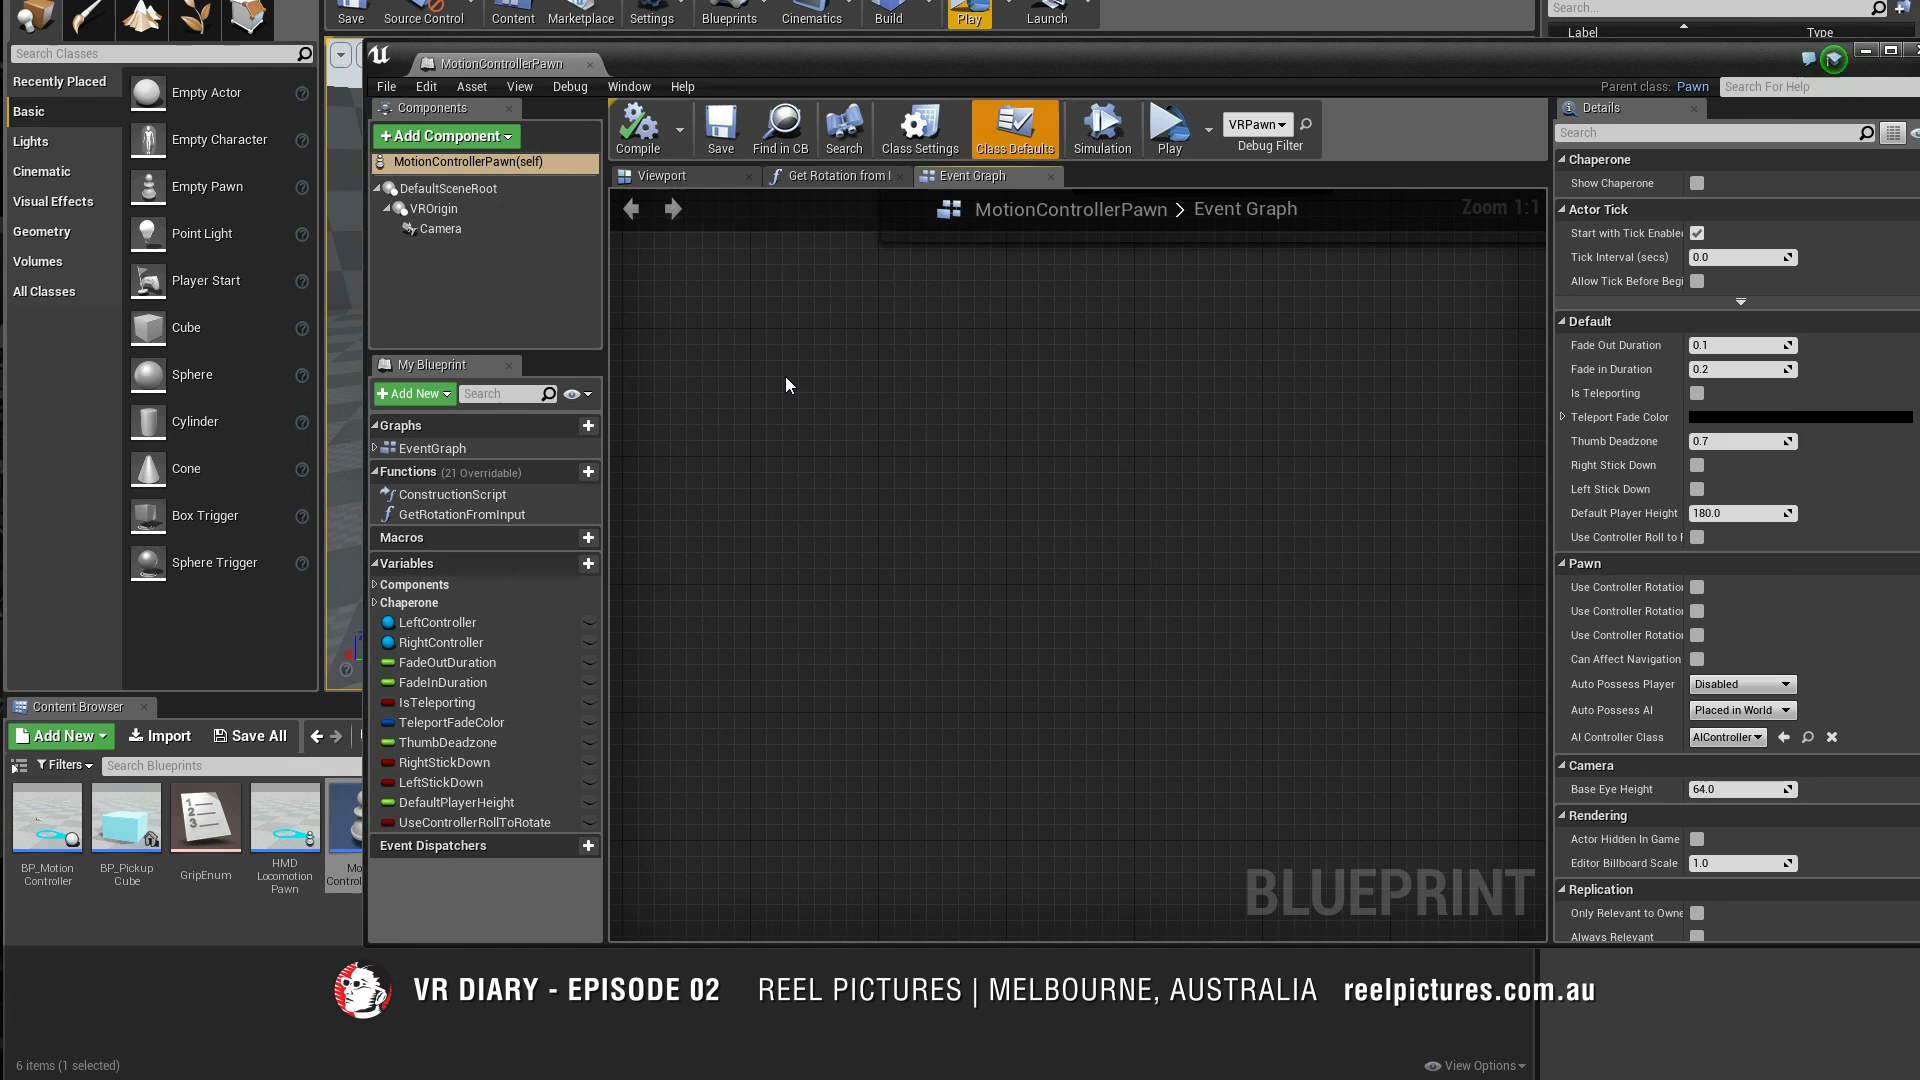 Save
Source Control
Content
Marketplace
Settings
Blueprints
Cinematics
Build
Play
Launch
Search...
Label
Type
Search Classes
Recently Placed
Basic
Lights
Cinematic
Visual Effects
Geometry
Volumes
All Classes
Empty Actor
Empty Character
Empty Pawn
Point Light
Player Start
Cube
Sphere
Cylinder
Cone
Box Trigger
Sphere Trigger
MotionControllerPawn
File Edit Asset View Debug Window Help
Parent class: Pawn
Search For Help
Components
+ Add Component
MotionControllerPawn(self)
DefaultSceneRoot
VROrigin
Camera
Compile
Save
Find in CB
Search
Class Settings
Class Defaults
Simulation
Play
VRPawn
Debug Filter
Viewport
Get Rotation from I
Event Graph
MotionControllerPawn > Event Graph
Zoom 1:1
BLUEPRINT
My Blueprint
+ Add New
Search
Graphs
EventGraph
Functions (21 Overridable)
ConstructionScript
GetRotationFromInput
Macros
Variables
Components
Chaperone
LeftController
RightController
FadeOutDuration
FadeInDuration
IsTeleporting
TeleportFadeColor
ThumbDeadzone
RightStickDown
LeftStickDown
DefaultPlayerHeight
UseControllerRollToRotate
Event Dispatchers
Details
Search
Chaperone
Show Chaperone
Actor Tick
Start with Tick Enable
Tick Interval (secs) 0.0
Allow Tick Before Begi
Default
Fade Out Duration 0.1
Fade in Duration 0.2
Is Teleporting
Teleport Fade Color
Thumb Deadzone 0.7
Right Stick Down
Left Stick Down
Default Player Height 180.0
Use Controller Roll to
Pawn
Use Controller Rotatio
Use Controller Rotatio
Use Controller Rotatio
Can Affect Navigation
Auto Possess Player Disabled
Auto Possess AI Placed in World
AI Controller Class AIController
Camera
Base Eye Height 64.0
Rendering
Actor Hidden In Game
Editor Billboard Scale 1.0
Replication
Only Relevant to Owne
Always Relevant
Content Browser
Add New
Import
Save All
Filters
Search Blueprints
BP_Motion
Controller
BP_Pickup
Cube
GripEnum
HMD
Locomotion
Pawn
Mo
Control
VR DIARY - EPISODE 02 REEL PICTURES | MELBOURNE, AUSTRALIA reelpictures.com.au
6 items (1 selected)
View Options